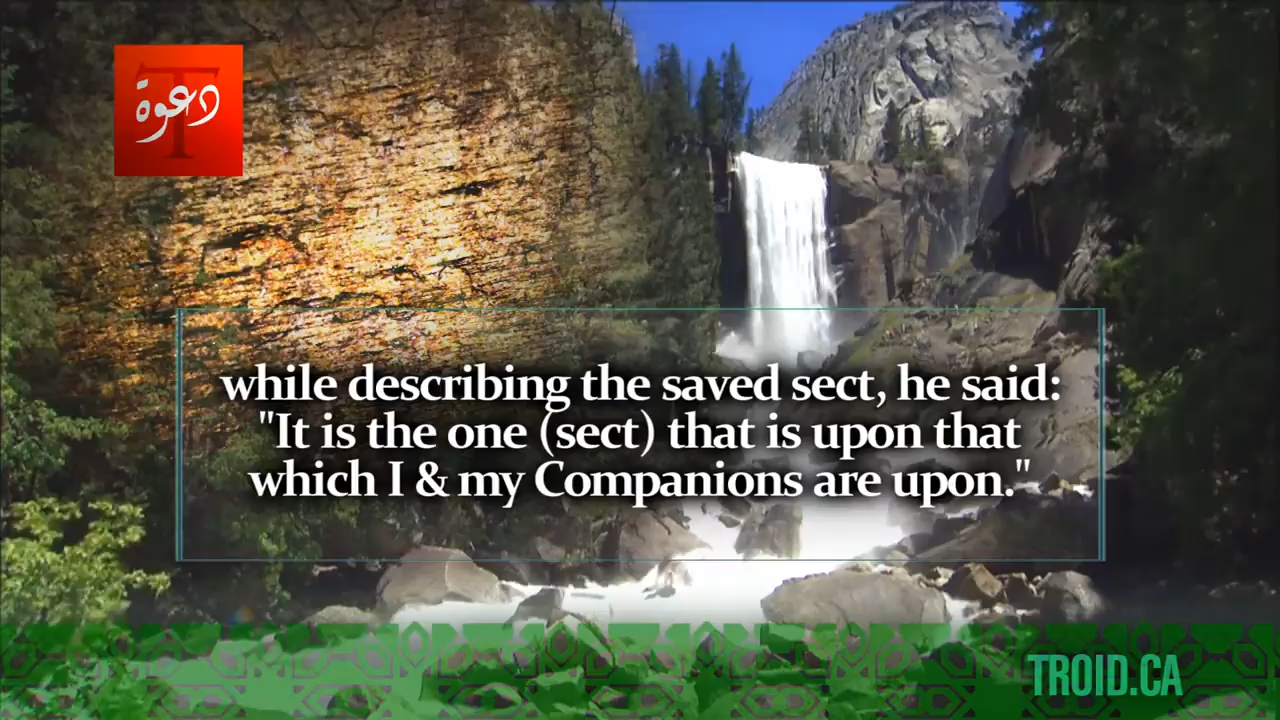 T
دعوة
while describing the saved sect, he said:
"It is the one (sect) that is upon that
which I & my Companions are upon."
TROID.CA